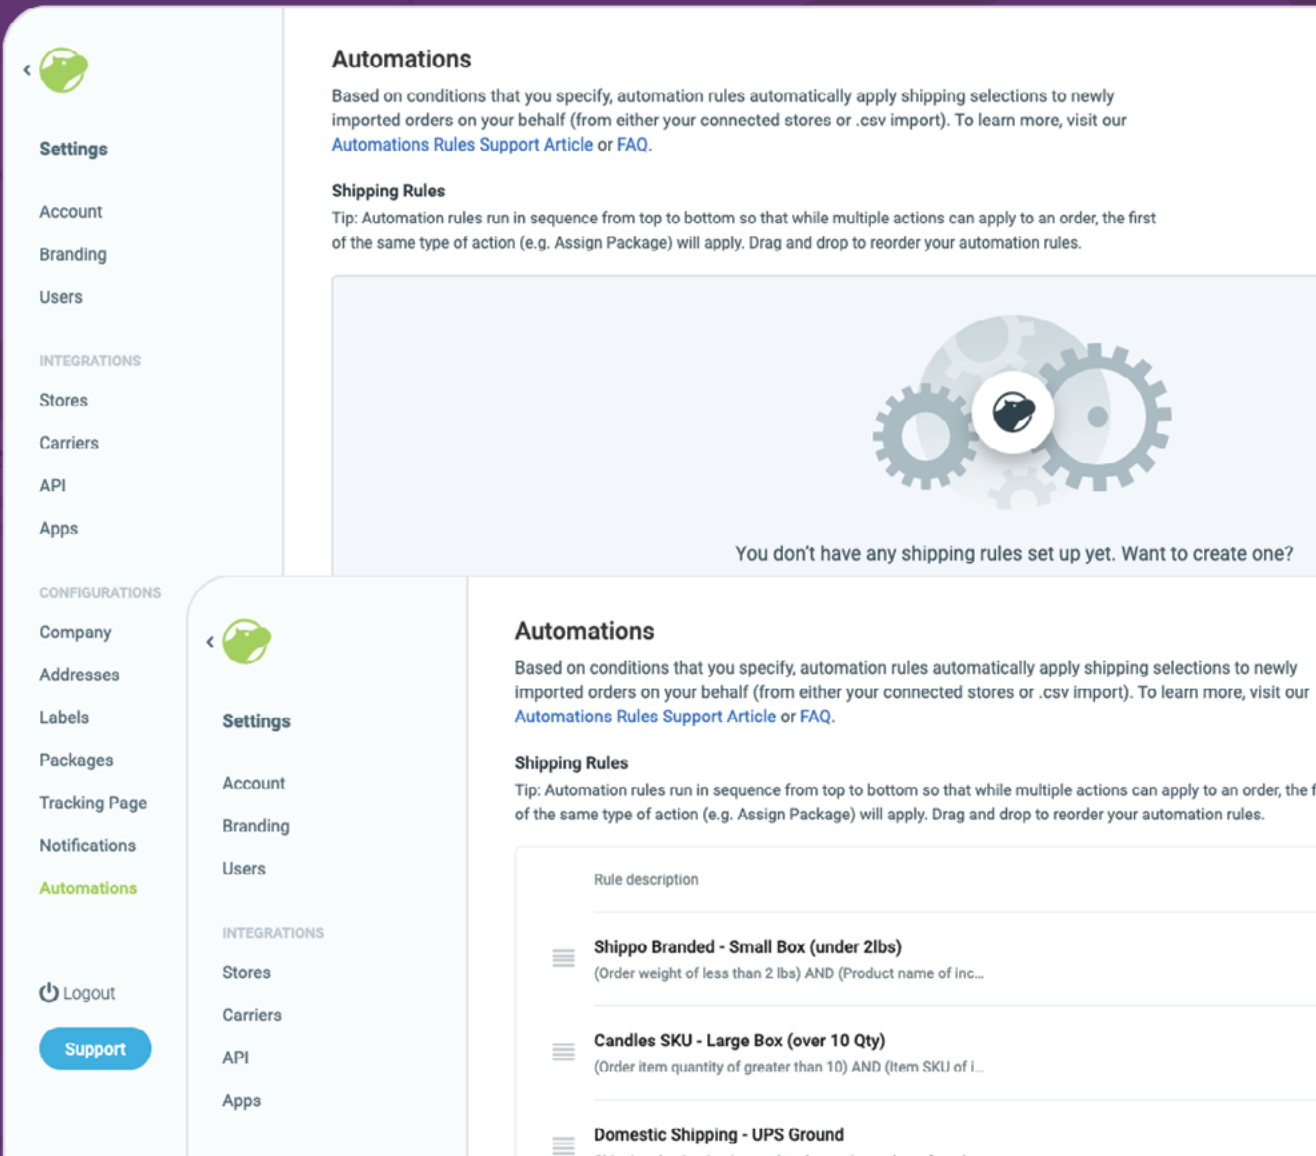 Settings
Account
Branding
Users
INTEGRATIONS
Stores
Carriers
API
Apps
CONFIGURATIONS
Company
Addresses
Labels
Packages
Tracking Page
Notifications
Automations
Logout
Support
Automations
Based on conditions that you specify, automation rules automatically apply shipping selections to newly
imported orders on your behalf (from either your connected stores or .csv import). To learn more, visit our
Automations Rules Support Article or FAQ.
Shipping Rules
Tip: Automation rules run in sequence from top to bottom so that while multiple actions can apply to an order, the first
of the same type of action (e.g. Assign Package) will apply. Drag and drop to reorder your automation rules.
You don't have any shipping rules set up yet. Want to create one?
Settings
Account
Branding
Users
INTEGRATIONS
Stores
Carriers
API
Apps
Automations
Based on conditions that you specify, automation rules automatically apply shipping selections to newly
imported orders on your behalf (from either your connected stores or .csv import). To learn more, visit our
Automations Rules Support Article or FAQ.
Shipping Rules
Tip: Automation rules run in sequence from top to bottom so that while multiple actions can apply to an order, the
of the same type of action (e.g. Assign Package) will apply. Drag and drop to reorder your automation rules.
Rule description
Shippo Branded - Small Box (under 2lbs)
(Order weight of less than 2 lbs) AND (Product name of inc...
Candles SKU - Large Box (over 10 Qty)
(Order item quantity of greater than 10) AND (Item SKU of i...
Domestic Shipping - UPS Ground